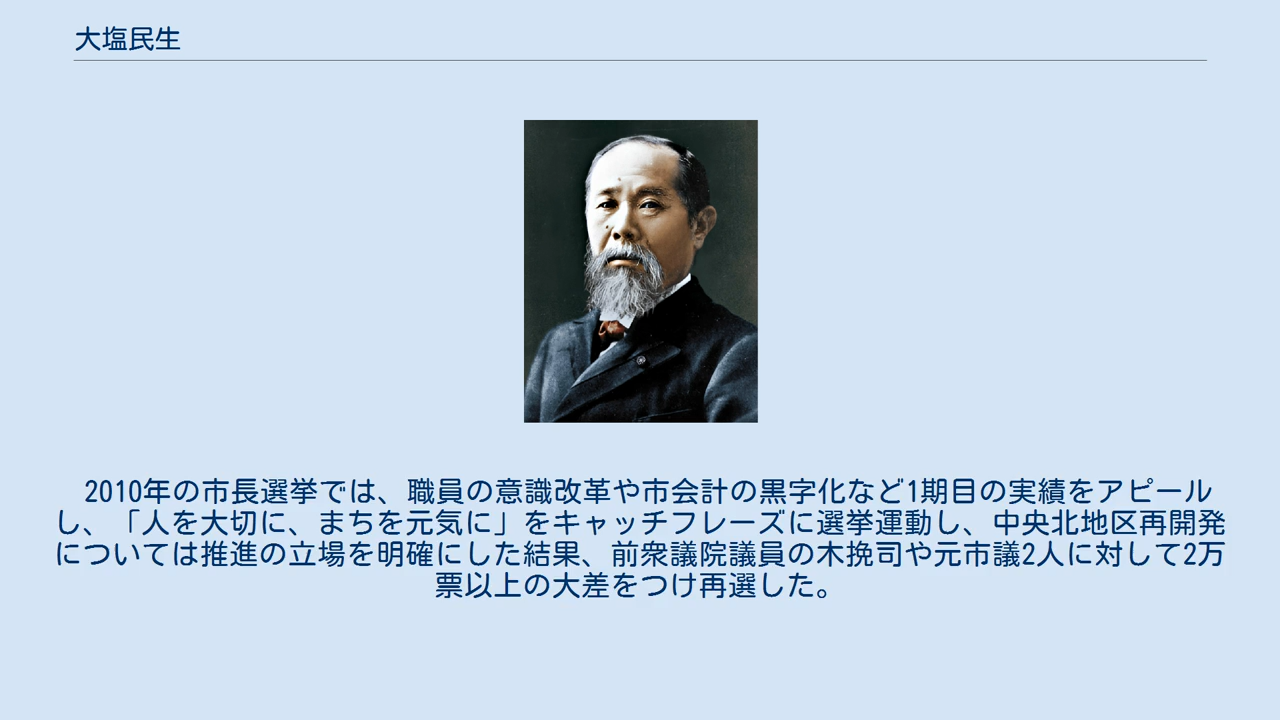 大塩民生
2010年の市長選挙では、職員の意識改革や市会計の黒字化など1期目の実績をアピール
し、「人を大切に、まちを元気に」をキャッチフレーズに選挙運動し、中央北地区再開発
については推進の立場を明確にした結果、前衆議院議員の木挽司や元市議2人に対して2万
票以上の大差をつけ再選した。